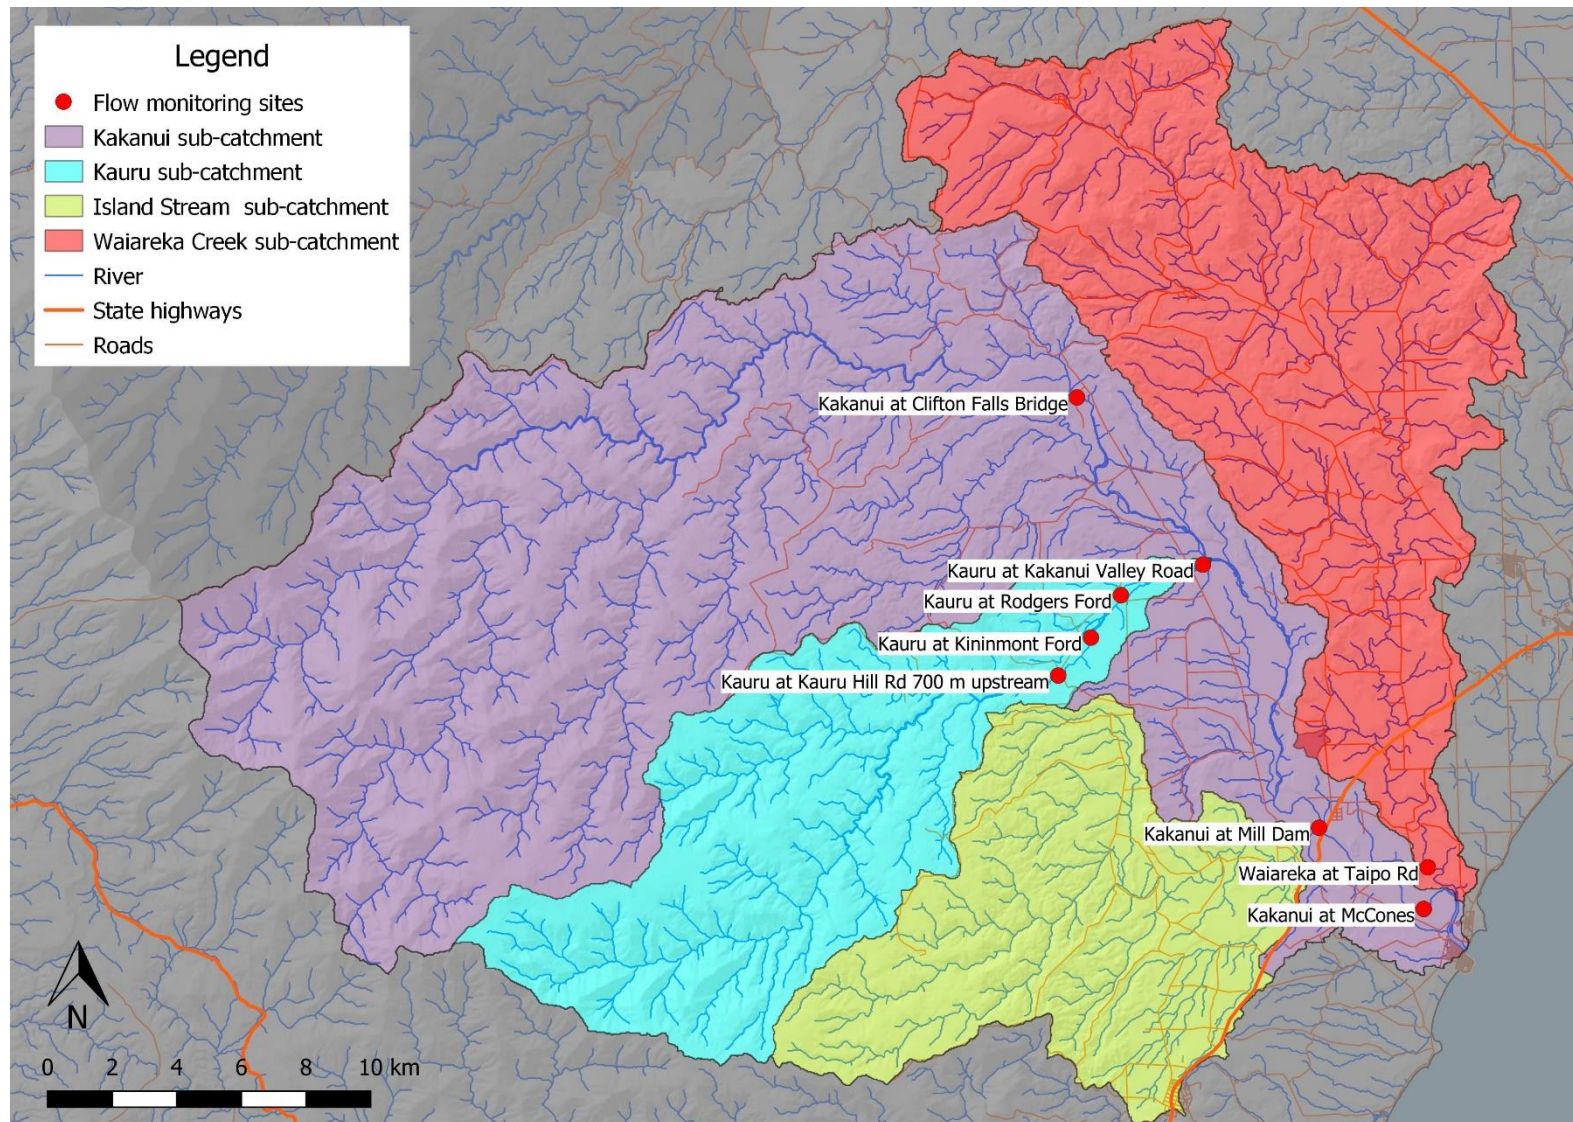 Legend
Flow monitoring sites
Kakanui sub-catchment
Kauru sub-catchment
Island Stream sub-catchment
Waiareka Creek sub-catchment
River
State highways
Roads
Kakanui at Clifton Falls Bridge
Kauru at Kakanui Valley Road
Kauru at Rodgers Ford
Kauru at Kininmont Ford
Kauru at Kauru Hill Rd 700 m upstream
Kakanui at Mill Dam
Waiareka at Taipo Rd
Kakanui at McCones
N
0 2 4 6 8 10 km